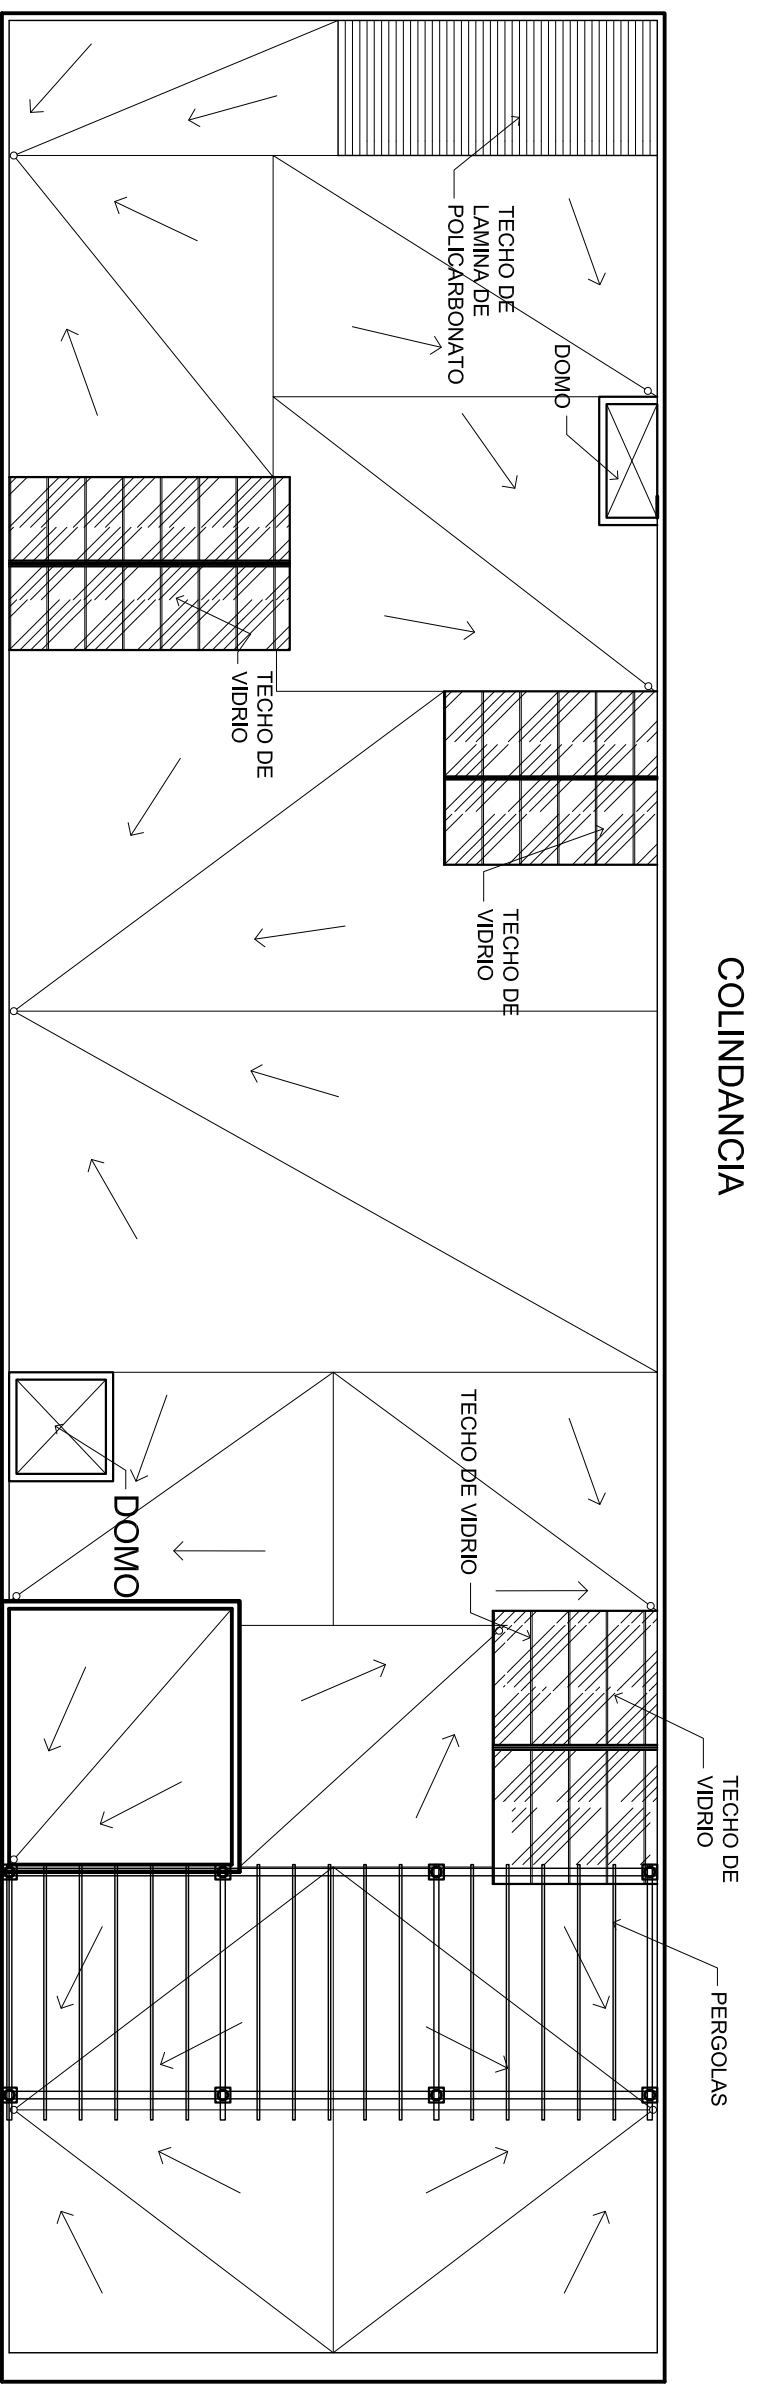 COLINDANCIA
TECHO DE
LAMINA DE
POLICARBONATO
DOMO
TECHO DE
VIDRIO
TECHO DE
VIDRIO
TECHO DE VIDRIO
DOMO
TECHO DE
VIDRIO
PERGOLAS